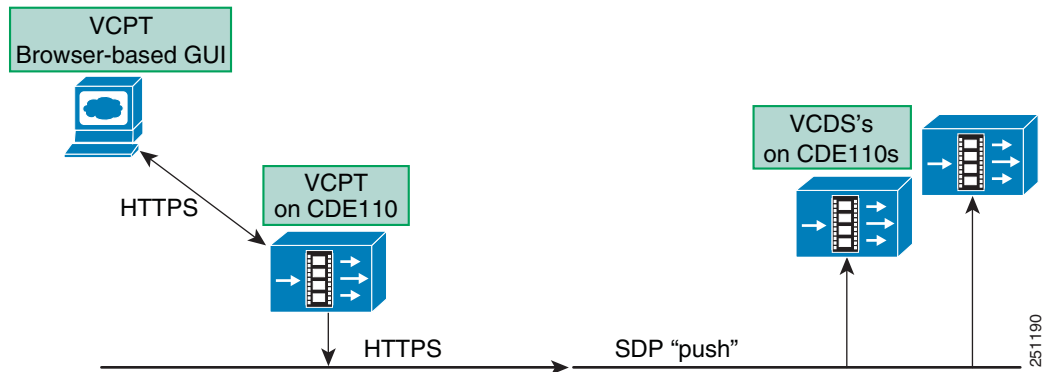 VCPT
Browser-based GUI
HTTPS
VCPT
on CDE110
VCDS's
on CDE110s
HTTPS
SDP "push"
251190